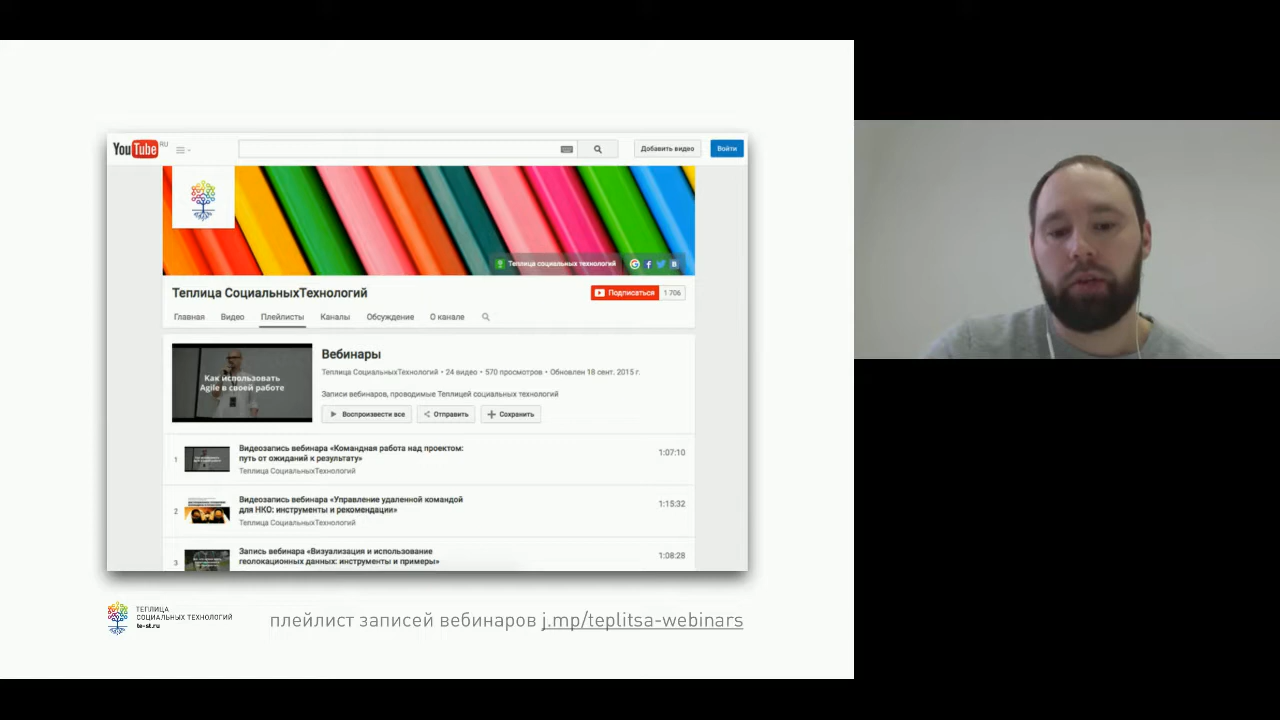 YouTube RU
Добавить видео
Войти
Теплица социальных технологий
Теплица СоциальныхТехнологий
Подписаться 1 706
Главная Видео Плейлисты Каналы Обсуждение О канале
Как использовать
Agile в своей работе
Вебинары
Теплица СоциальныхТехнологий • 24 видео • 570 просмотров • Обновлен 18 сент. 2015 г.
Записи вебинаров, проводимые Теплицей социальных технологий
Воспроизвести все Отправить Сохранить
1
Видеозапись вебинара «Командная работа над проектом:
путь от ожиданий к результату»
Теплица СоциальныхТехнологий
1:07:10
2
Видеозапись вебинара «Управление удаленной командой
для НКО: инструменты и рекомендации»
Теплица СоциальныхТехнологий
1:15:32
3
Запись вебинара «Визуализация и использование
геолокационных данных: инструменты и примеры»
1:08:28
ТЕПЛИЦА
СОЦИАЛЬНЫХ ТЕХНОЛОГИЙ
te-st.ru
плейлист записей вебинаров j.mp/teplitsa-webinars